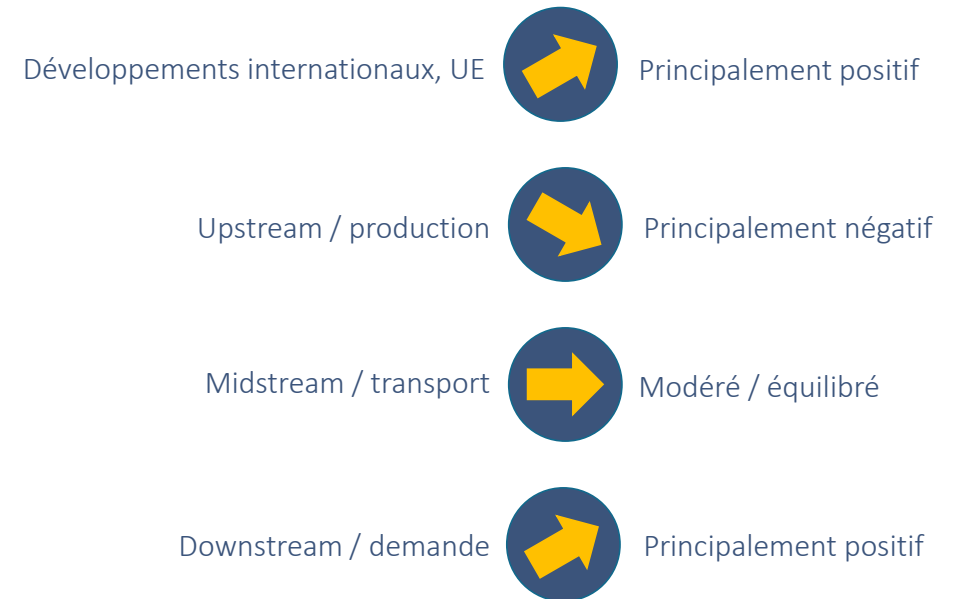 Développements internationaux, UE Principalement positif
Upstream / production Principalement négatif
Midstream / transport Modéré / équilibré
Downstream / demande Principalement positif